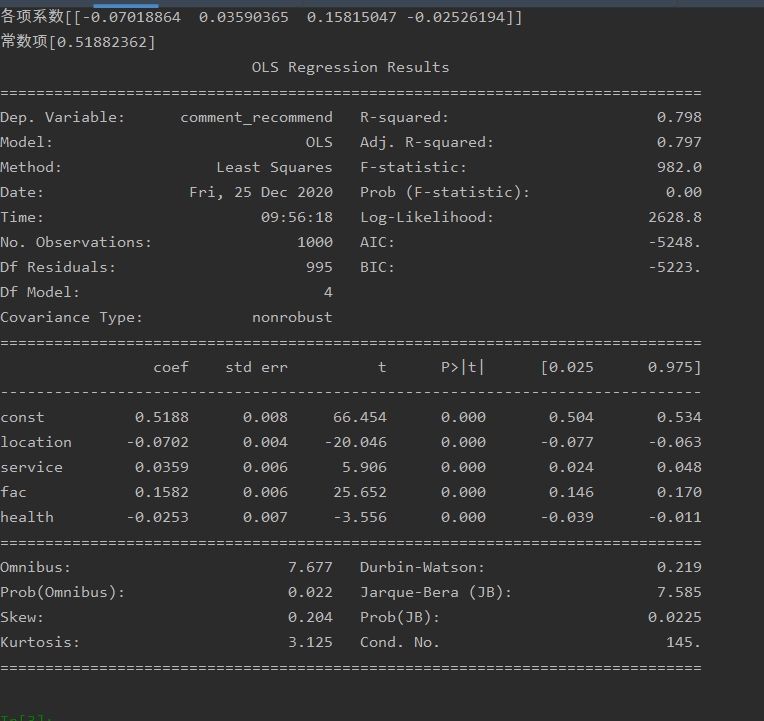 各项系数[[-0.07018864  0.03590365  0.15815047 -0.02526194]]
常数项[0.51882362]
                            OLS Regression Results
==============================================================================
Dep. Variable:      comment_recommend   R-squared:                       0.798
Model:                            OLS   Adj. R-squared:                  0.797
Method:                 Least Squares   F-statistic:                     982.0
Date:                Fri, 25 Dec 2020   Prob (F-statistic):               0.00
Time:                        09:56:18   Log-Likelihood:                 2628.8
No. Observations:                1000   AIC:                            -5248.
Df Residuals:                     995   BIC:                            -5223.
Df Model:                           4
Covariance Type:            nonrobust
==============================================================================
                 coef    std err          t      P>|t|      [0.025      0.975]
------------------------------------------------------------------------------
const          0.5188      0.008     66.454      0.000       0.504       0.534
location      -0.0702      0.004    -20.046      0.000      -0.077      -0.063
service        0.0359      0.006      5.906      0.000       0.024       0.048
fac            0.1582      0.006     25.652      0.000       0.146       0.170
health        -0.0253      0.007     -3.556      0.000      -0.039      -0.011
==============================================================================
Omnibus:                        7.677   Durbin-Watson:                   0.219
Prob(Omnibus):                  0.022   Jarque-Bera (JB):                7.585
Skew:                           0.204   Prob(JB):                       0.0225
Kurtosis:                       3.125   Cond. No.                         145.
==============================================================================